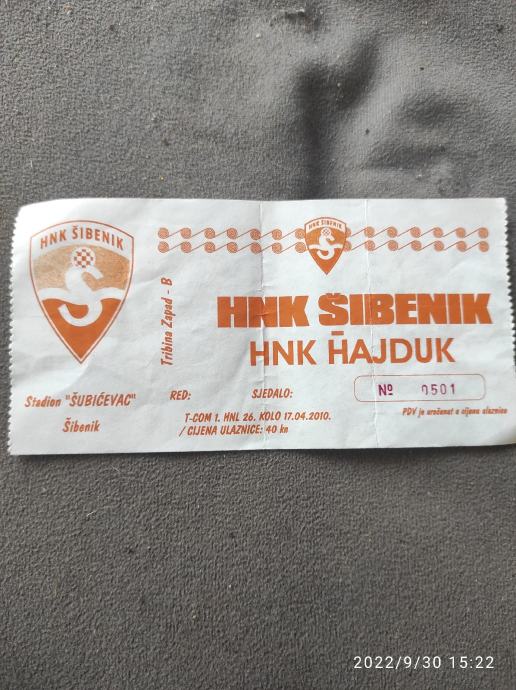 HNK ŠIBENIK
Tribina Zapad - B
HNK ŠIBENIK
HNK ŠIBENIK
-
HNK HAJDUK
Stadion "ŠUBIĆEVAC"
Šibenik
RED: SJEDALO:
Nº 0501
T-COM 1. HNL 26. KOLO 17.04.2010.
/ CIJENA ULAZNICE: 40 kn
PDV je uračunat u cijenu ulaznice
2022/9/30 15:22